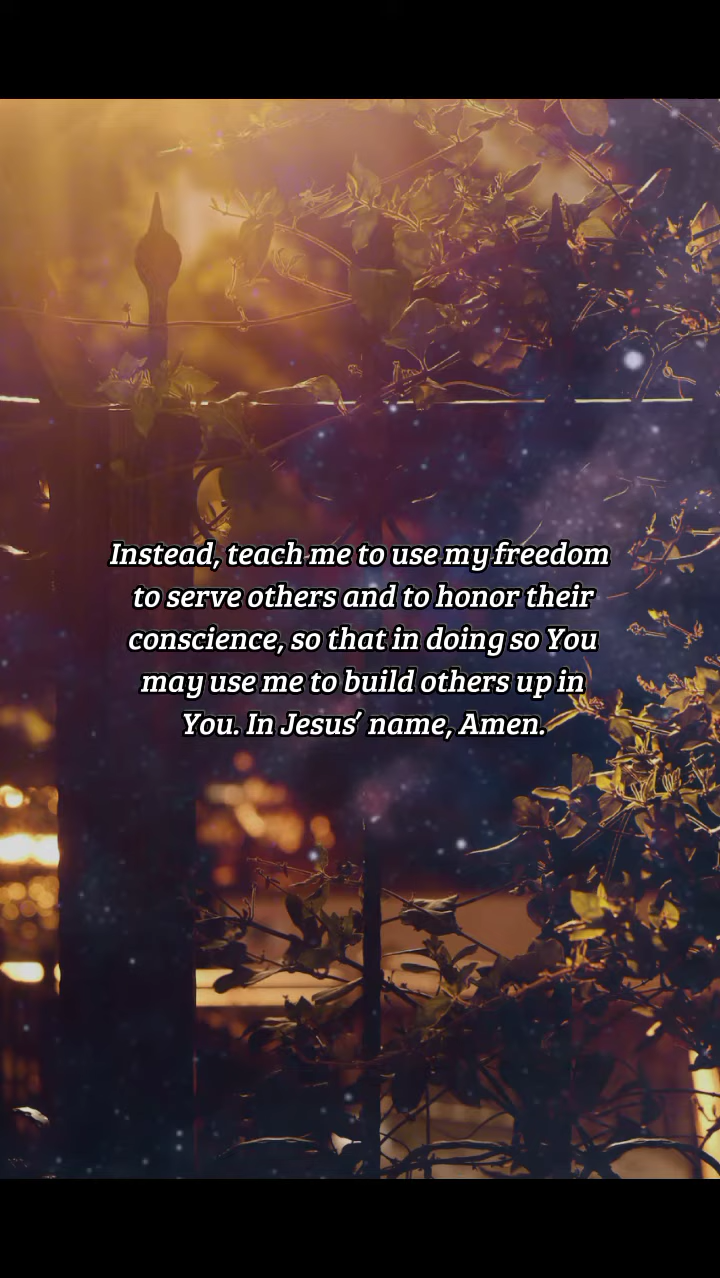 Instead, teach me to use my freedom
to serve others and to honor their
conscience, so that in doing so You
may use me to build others up in
You. In Jesus’ name, Amen.